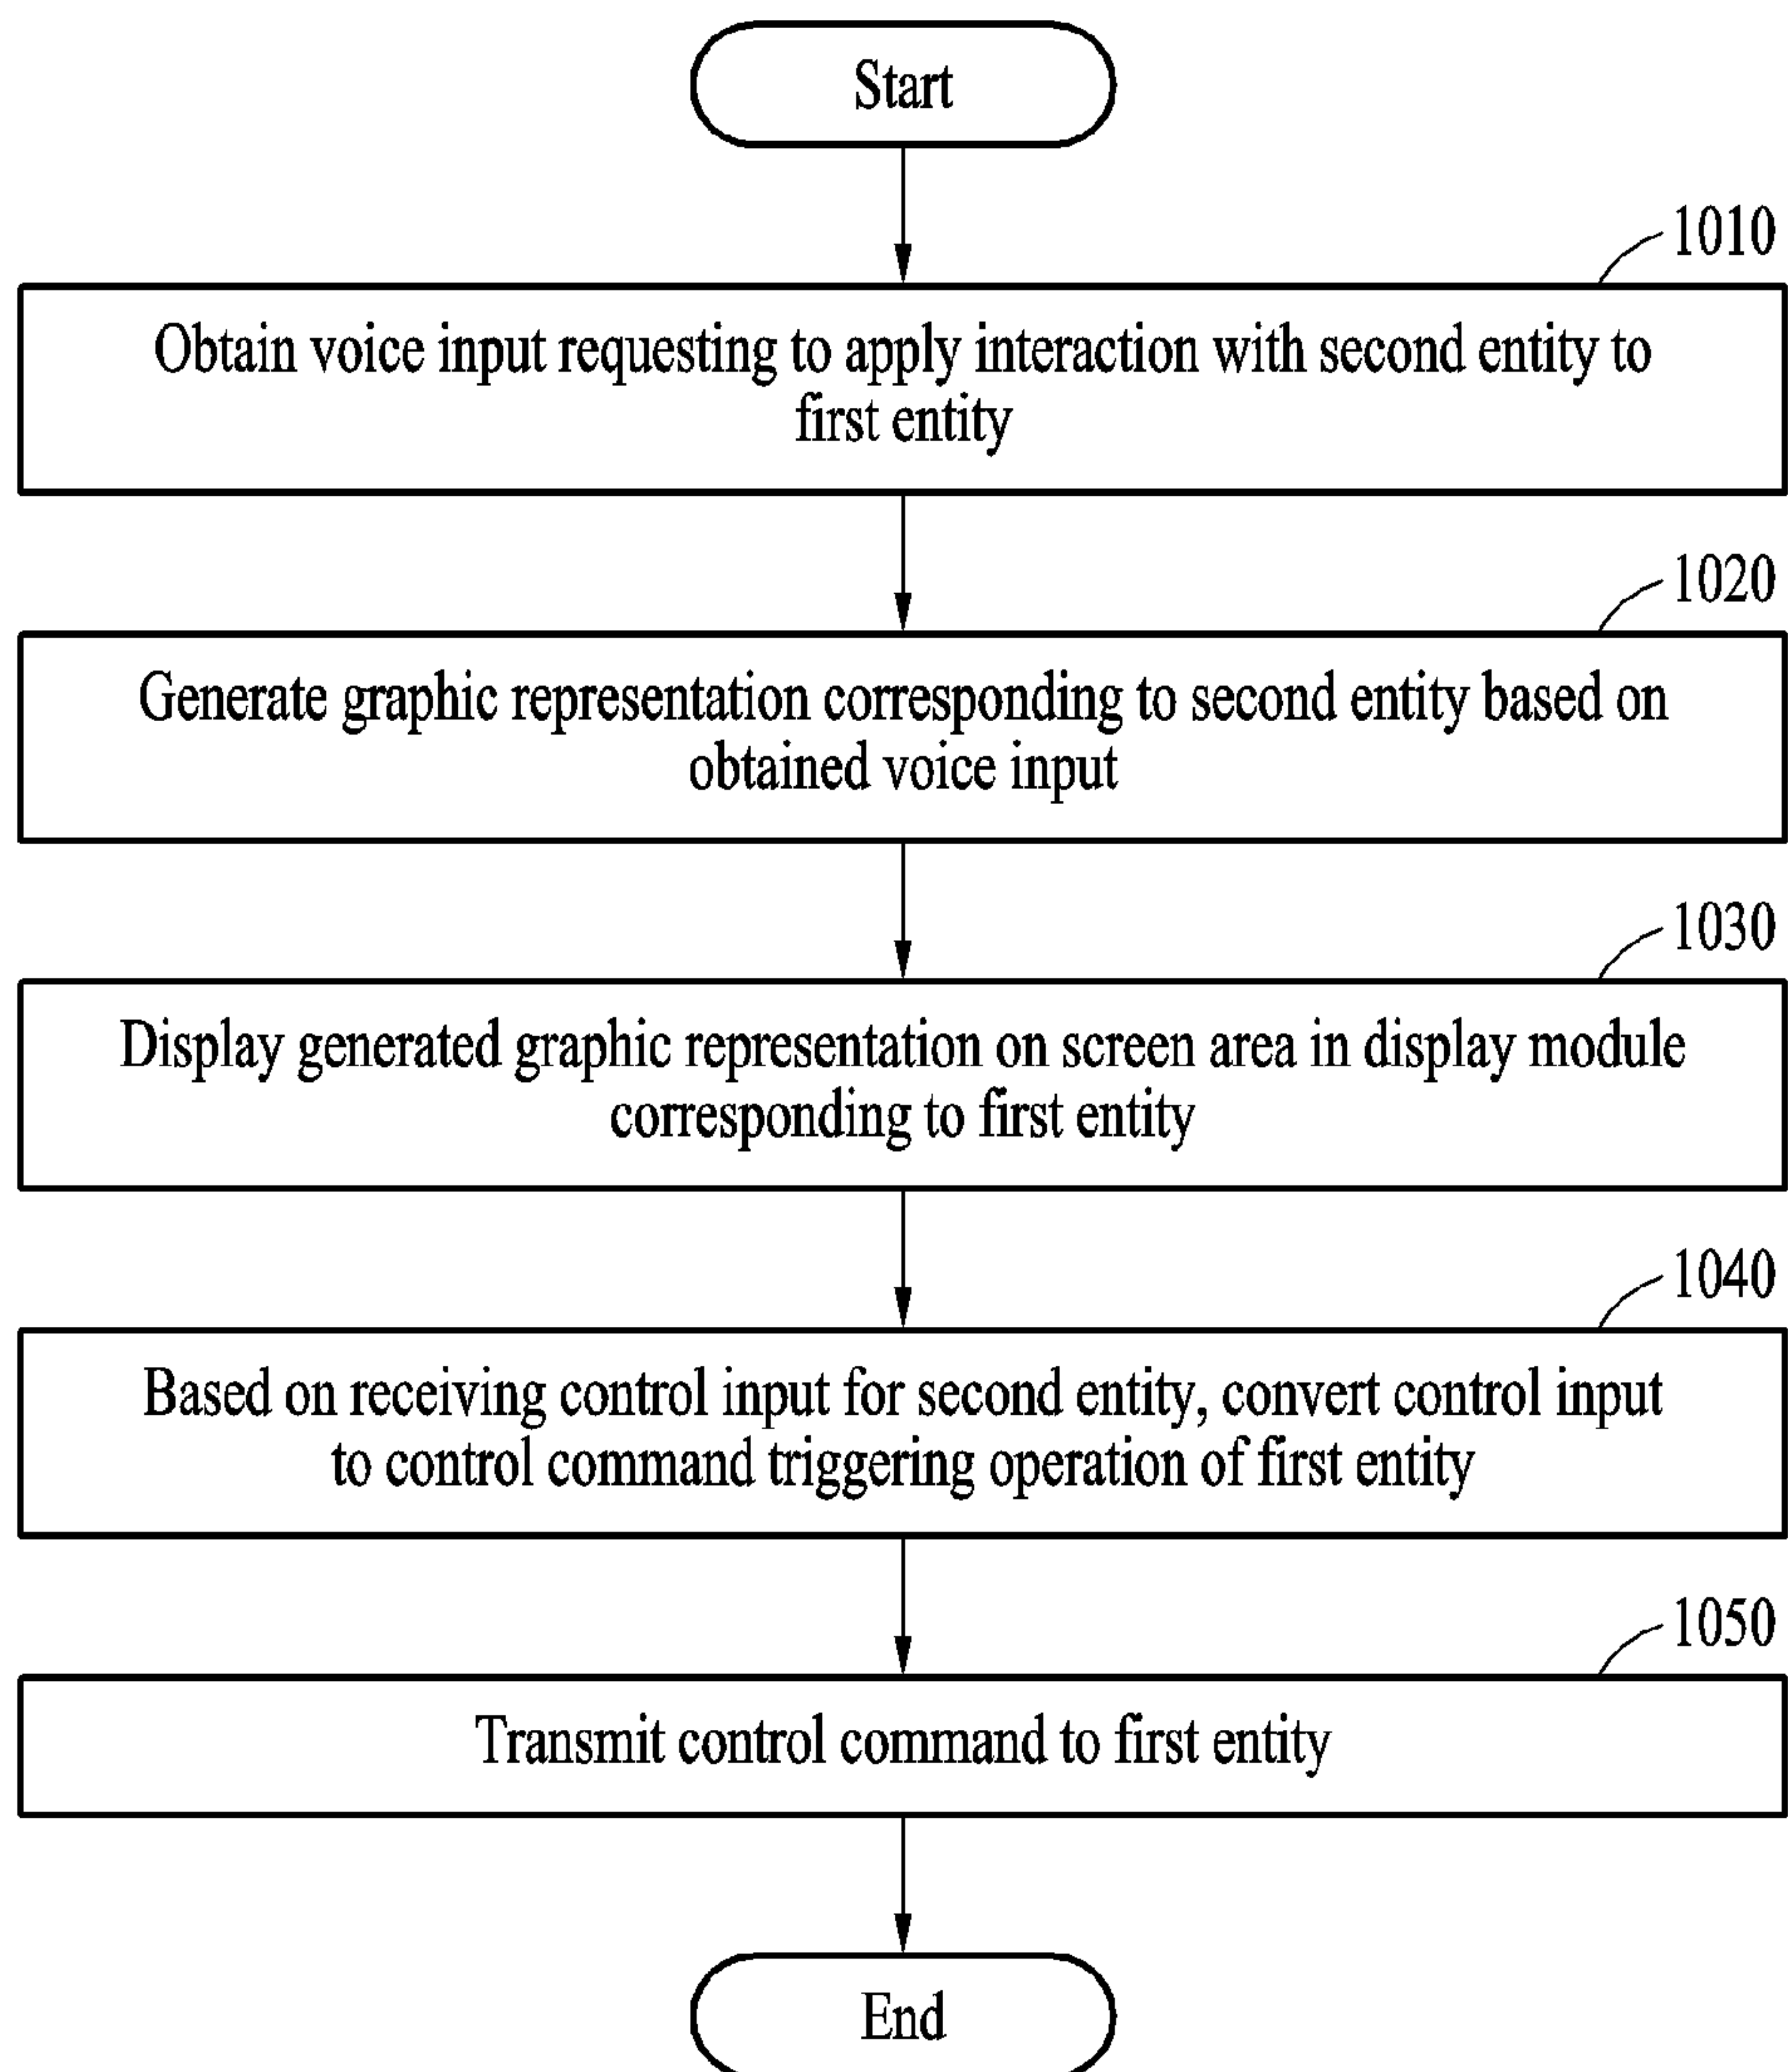 Start
1010
Obtain voice input requesting to apply interaction with second entity to
first entity
1020
Generate graphic representation corresponding to second entity based on
obtained voice input
1030
Display generated graphic representation on screen area in display module
corresponding to first entity
1040
Based on receiving control input for second entity, convert control input
to control command triggering operation of first entity
1050
Transmit control command to first entity
End